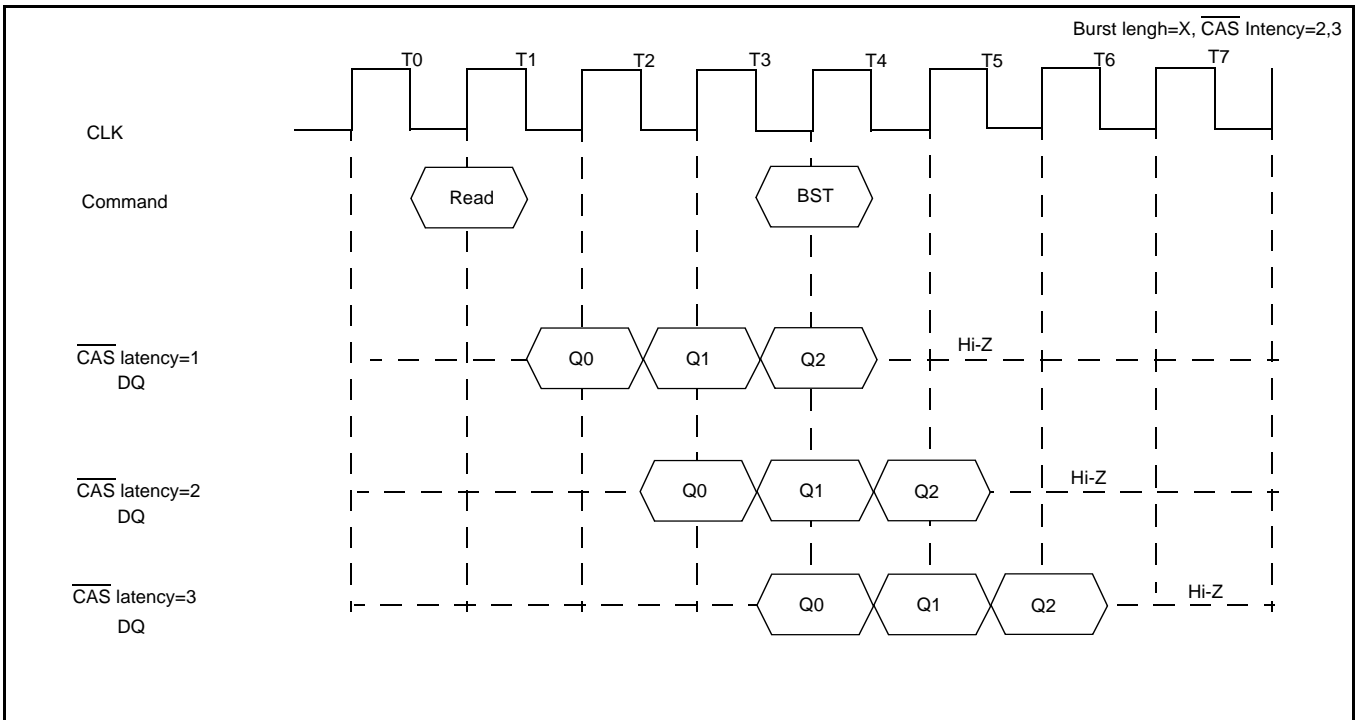 Burst lengh=X, CAS Intency=2,3
T0 T1 T2 T3 T4 T5 T6 T7
CLK
Command Read BST
CAS latency=1 DQ Q0 Q1 Q2 Hi-Z
CAS latency=2 DQ Q0 Q1 Q2 Hi-Z
CAS latency=3 DQ Q0 Q1 Q2 Hi-Z